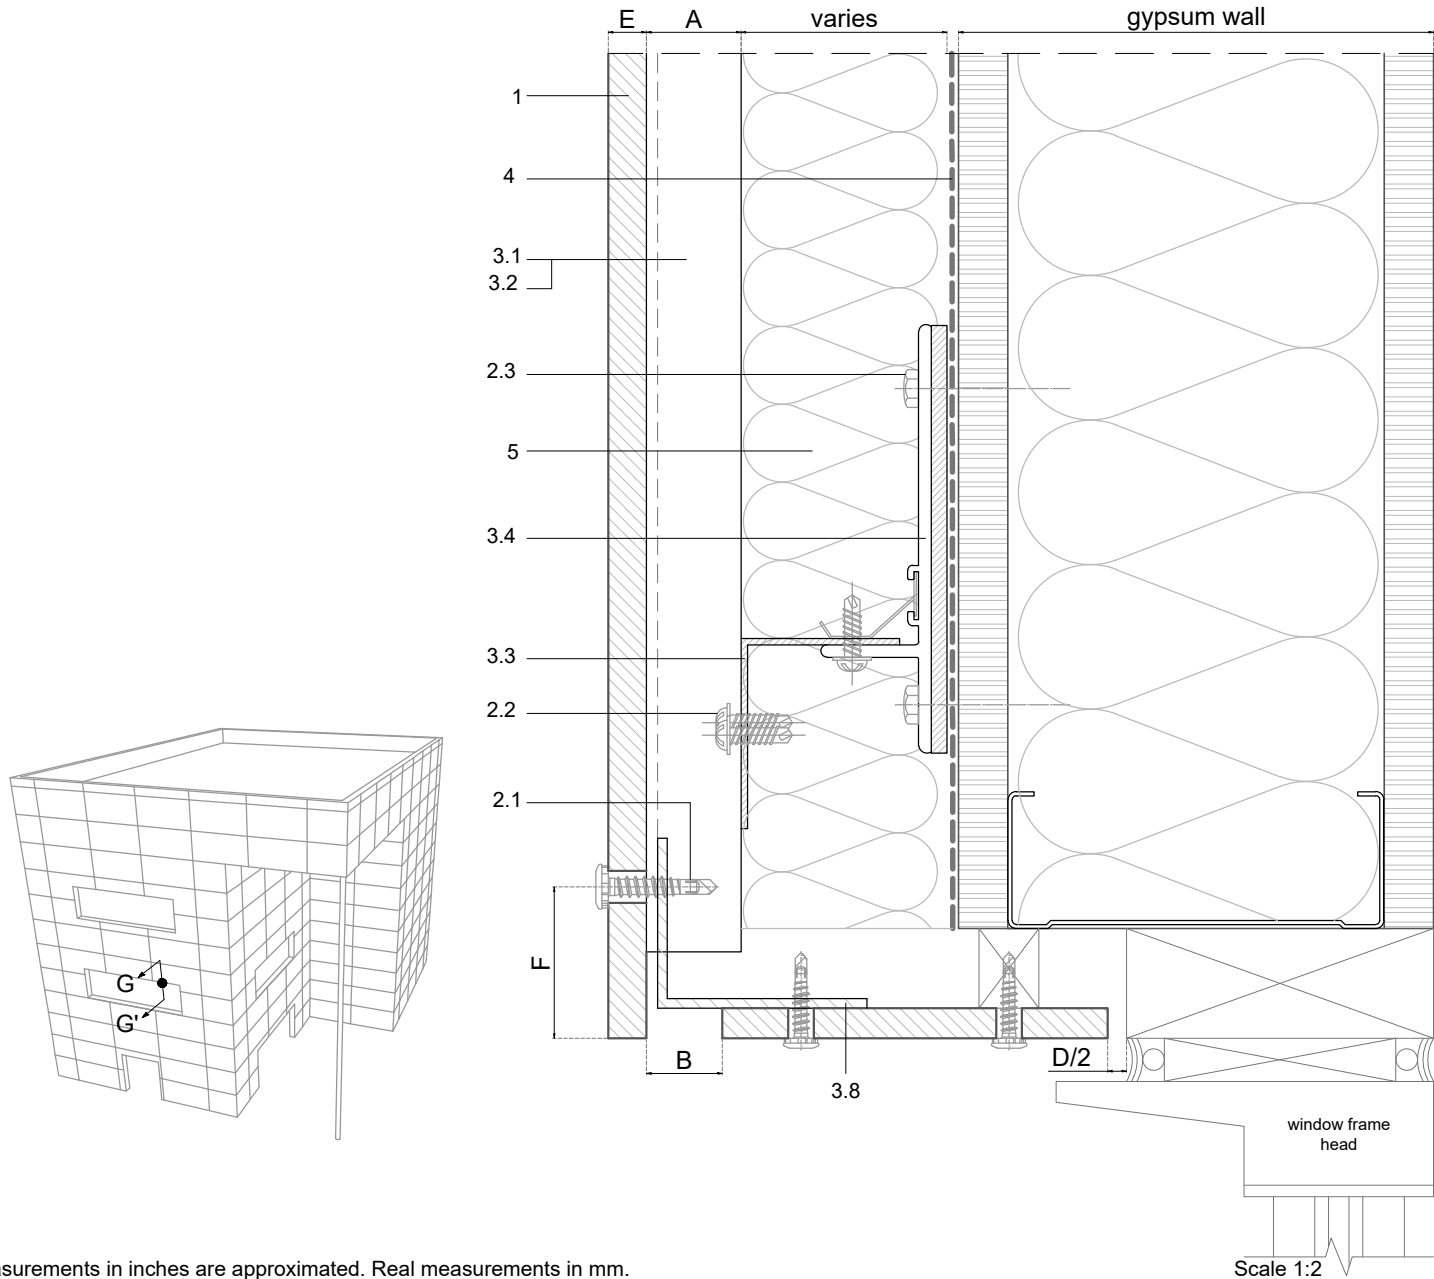 E
A
varies
gypsum wall
1
4
3.1
3.2
2.3
5
3.4
3.3
2.2
2.1
F
G
G'
B
D/2
3.8
window frame
head
surements in inches are approximated. Real measurements in mm.
Scale 1:2